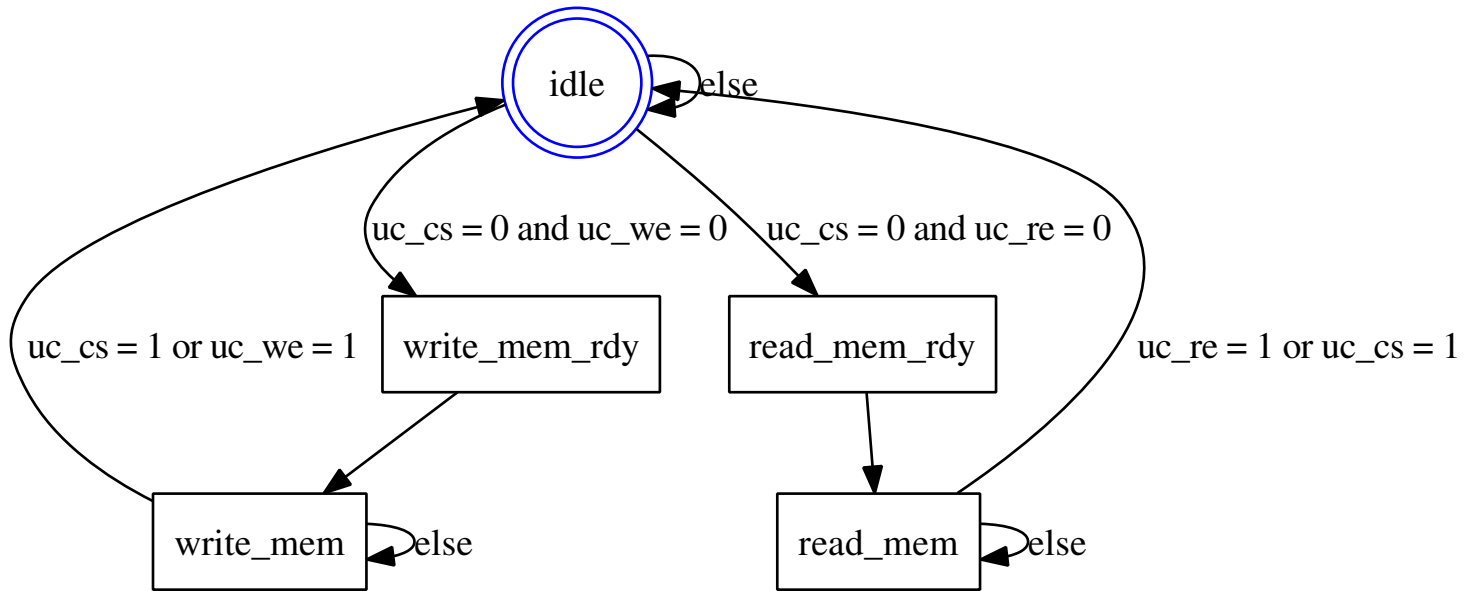 idle
else
uc_cs = 0 and uc_we = 0
uc_cs = 0 and uc_re = 0
uc_cs = 1 or uc_we = 1
write_mem_rdy
read_mem_rdy
uc_re = 1 or uc_cs = 1
write_mem
else
read_mem
else